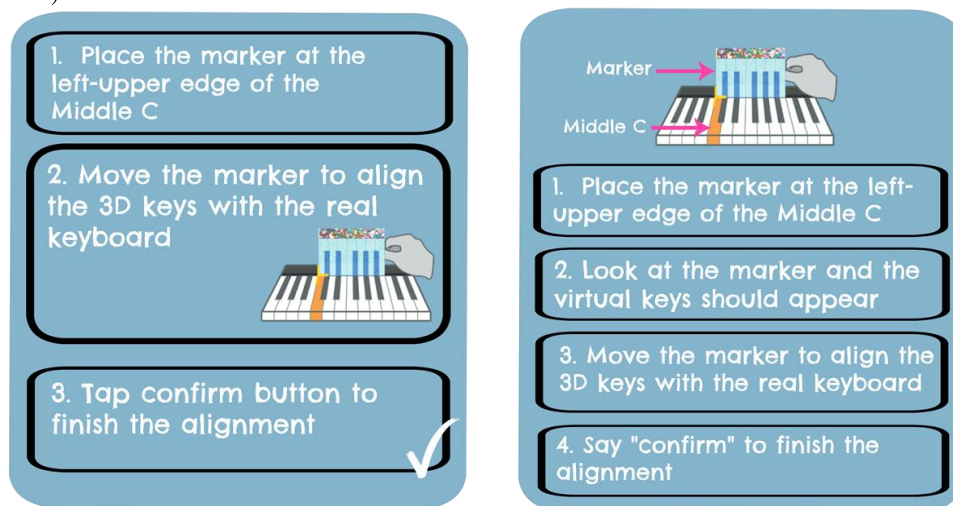 1. Place the marker at the
left-upper edge of the
Middle C
2. Move the marker to align
the 3D keys with the real
keyboard
3. Tap confirm button to
finish the alignment
Marker
Middle C
1. Place the marker at the left-
upper edge of the Middle C
2. Look at the marker and the
virtual keys should appear
3. Move the marker to align the
3D keys with the real keyboard
4. Say "confirm" to finish the
alignment